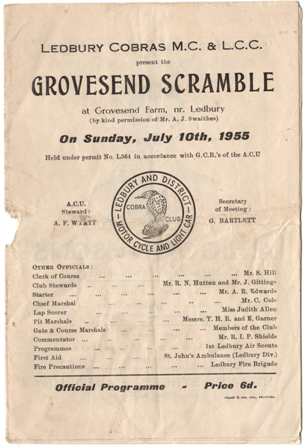 LEDBURY COBRAS M.C. & L.C.C.
present the
GROVESEND SCRAMBLE
at Grovesend Farm, nr. Ledbury
(by kind permission of Mr. A. J. Swaithes)
On Sunday, July 10th, 1955
Held under permit No. L364 in accordance with G.C.R.'s of the A.C.U
A.C.U. Steward:
A. F. WYATT
LEDBURY AND DISTRICT
COBRA CLUB
MOTOR CYCLE AND LIGHT CAR
Secretary of Meeting:
G. BARTLETT
OTHER OFFICIALS:
Clerk of Course ... Mr. S. Hill
Club Stewards ... Mr. R. N. Hutton and Mr. J. Gittings
Starter ... Mr. A. R. Edwards
Chief Marshal ... Mr. C. Cole
Lap Scorer ... Miss Judith Allen
Pit Marshals ... Messrs. T. H. R. and E. Garner
Gate & Course Marshals ... Members of the Club
Commentator ... Mr. R. I. P. Shields
Programmes ... 1st Ledbury Air Scouts
First Aid ... St. John's Ambulance (Ledbury Div.)
Fire Precautions ... Ledbury Fire Brigade
Official Programme - Price 6d.